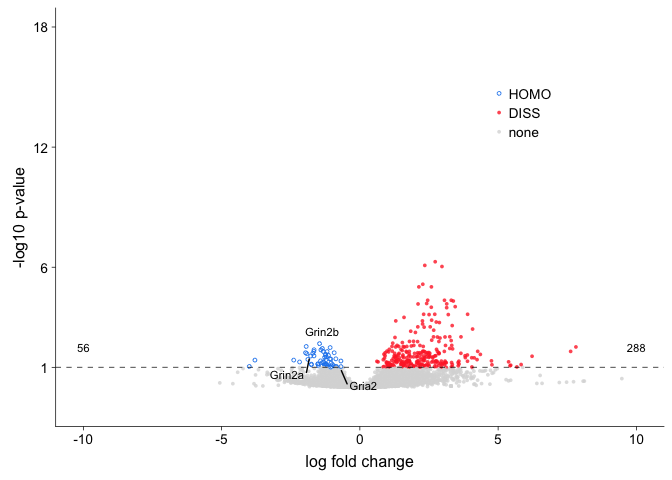 18
HOMO
DISS
none
12
-log10 p-value
6
Grin2b
56
288
1
Grin2a
Gria2
-10
-5
0
5
10
log fold change